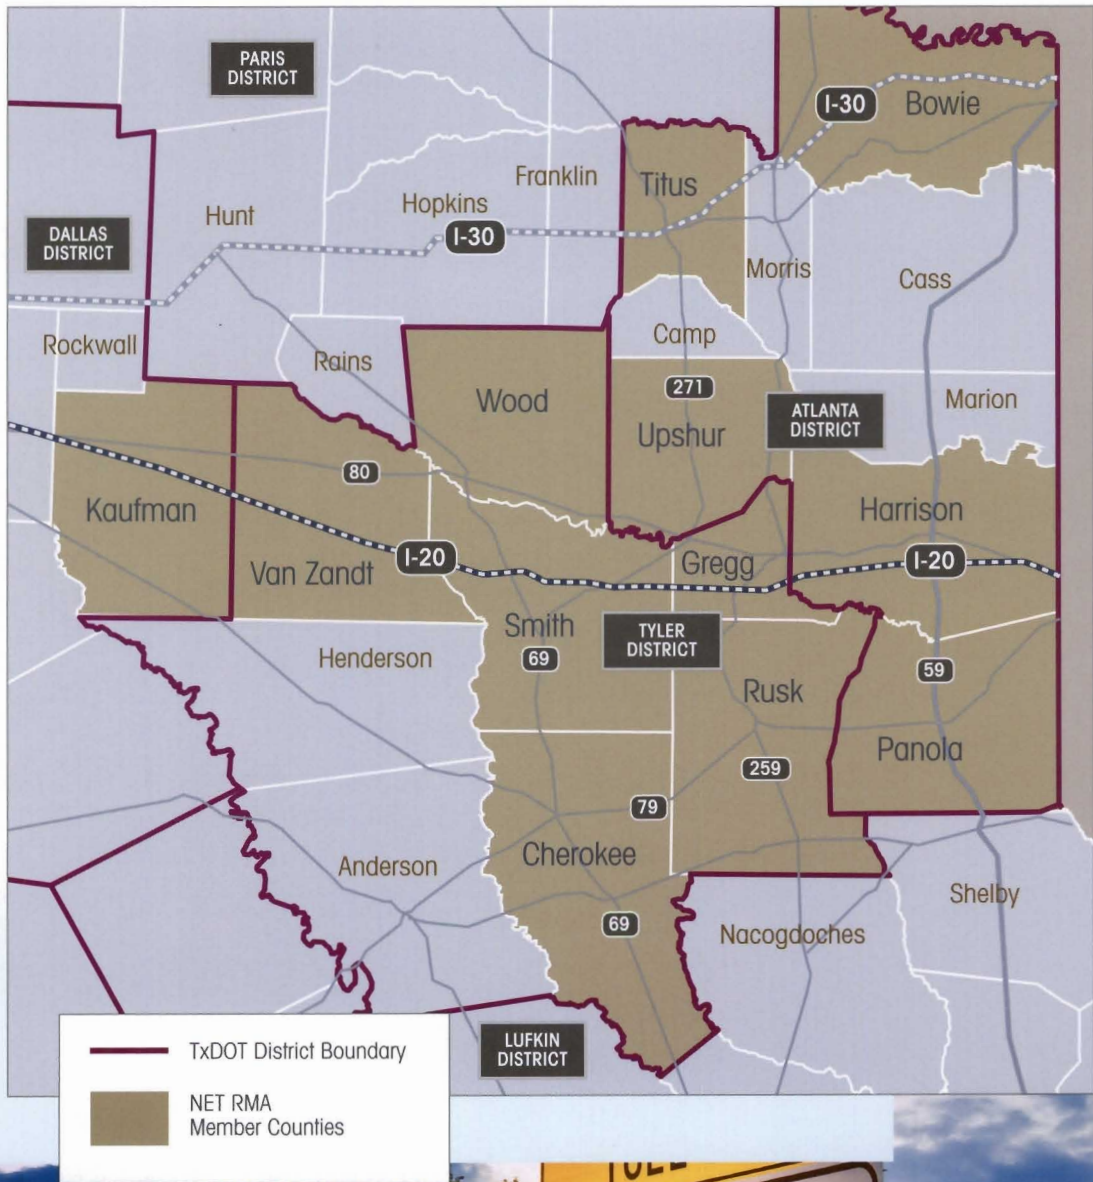 PARIS
DISTRICT
I-30
Bowie
Franklin
Titus
Hopkins
Hunt
I-30
DALLAS
DISTRICT
Morris
Cass
Rockwall
Rains
Camp
Wood
271
Marion
ATLANTA
DISTRICT
Upshur
80
Kaufman
Harrison
I-20
Van Zandt
Gregg
I-20
Smith
TYLER
DISTRICT
Henderson
69
59
Rusk
Panola
259
79
Cherokee
Anderson
Shelby
69
Nacogdoches
LUFKIN
DISTRICT
TxDOT District Boundary
NET RMA
Member Counties